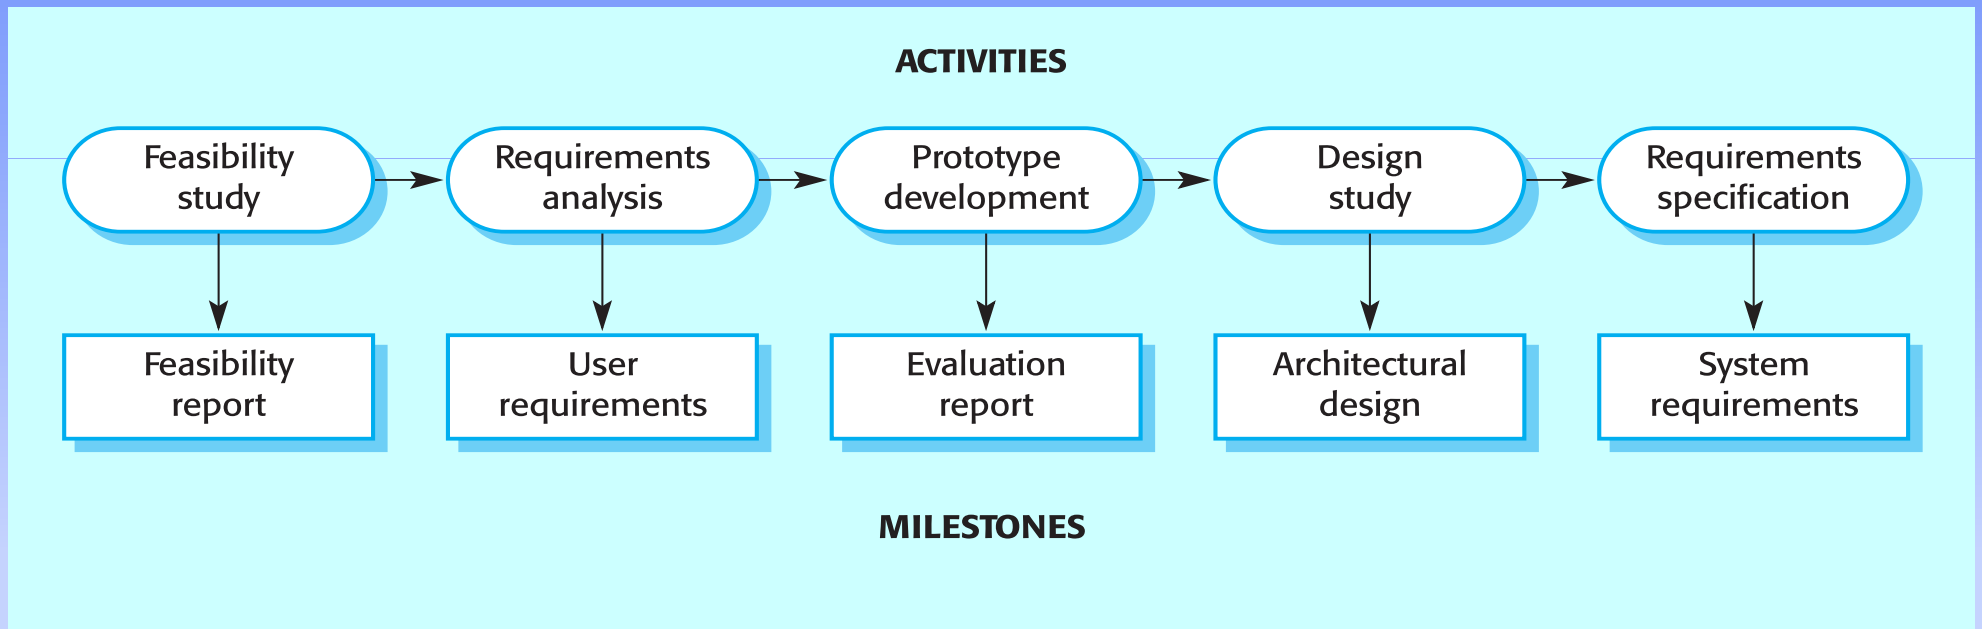 ACTIVITIES
Feasibility
study
Requirements
analysis
Prototype
development
Design
study
Requirements
specification
Feasibility
report
User
requirements
Evaluation
report
Architectural
design
System
requirements
MILESTONES